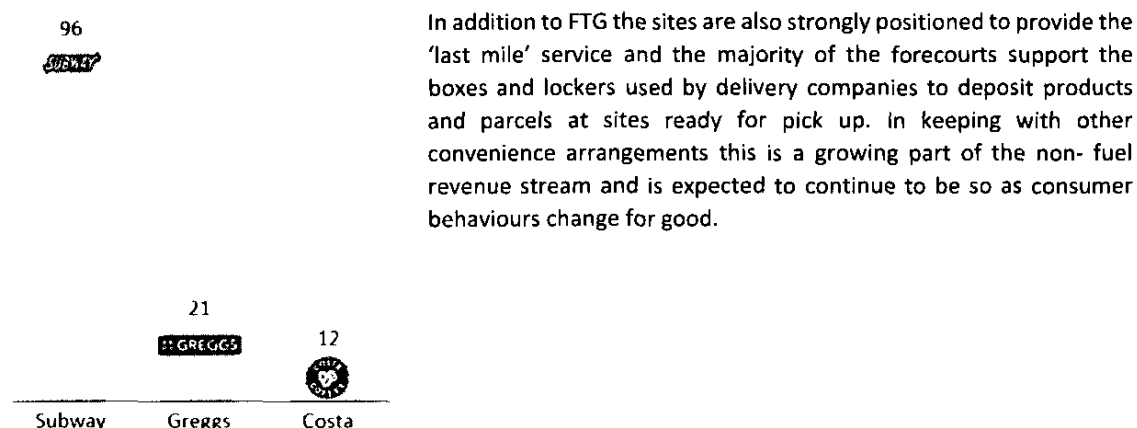 96
SUBWAY
In addition to FTG the sites are also strongly positioned to provide the
'last mile' service and the majority of the forecourts support the
boxes and lockers used by delivery companies to deposit products
and parcels at sites ready for pick up. In keeping with other
convenience arrangements this is a growing part of the non- fuel
revenue stream and is expected to continue to be so as consumer
behaviours change for good.
21
GREGGS
12
COSTA
COFFEE
Subway Greggs Costa